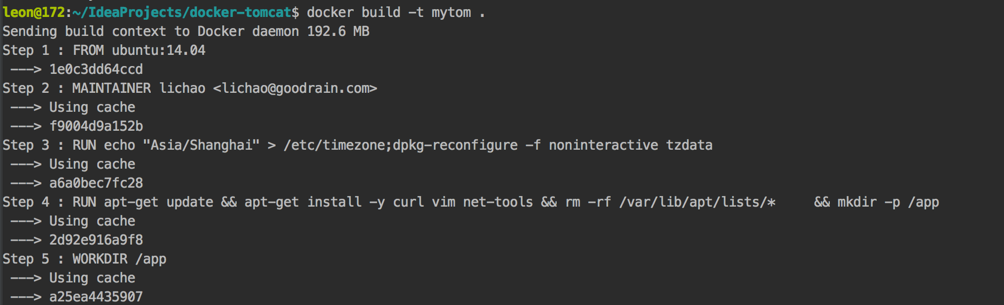 leon@172:~/IdeaProjects/docker-tomcat$ docker build -t mytom .
Sending build context to Docker daemon 192.6 MB
Step 1 : FROM ubuntu:14.04
 ---> 1e0c3dd64ccd
Step 2 : MAINTAINER lichao <lichao@goodrain.com>
 ---> Using cache
 ---> f9004d9a152b
Step 3 : RUN echo "Asia/Shanghai" > /etc/timezone;dpkg-reconfigure -f noninteractive tzdata
 ---> Using cache
 ---> a6a0bec7fc28
Step 4 : RUN apt-get update && apt-get install -y curl vim net-tools && rm -rf /var/lib/apt/lists/*     && mkdir -p /app
 ---> Using cache
 ---> 2d92e916a9f8
Step 5 : WORKDIR /app
 ---> Using cache
 ---> a25ea4435907